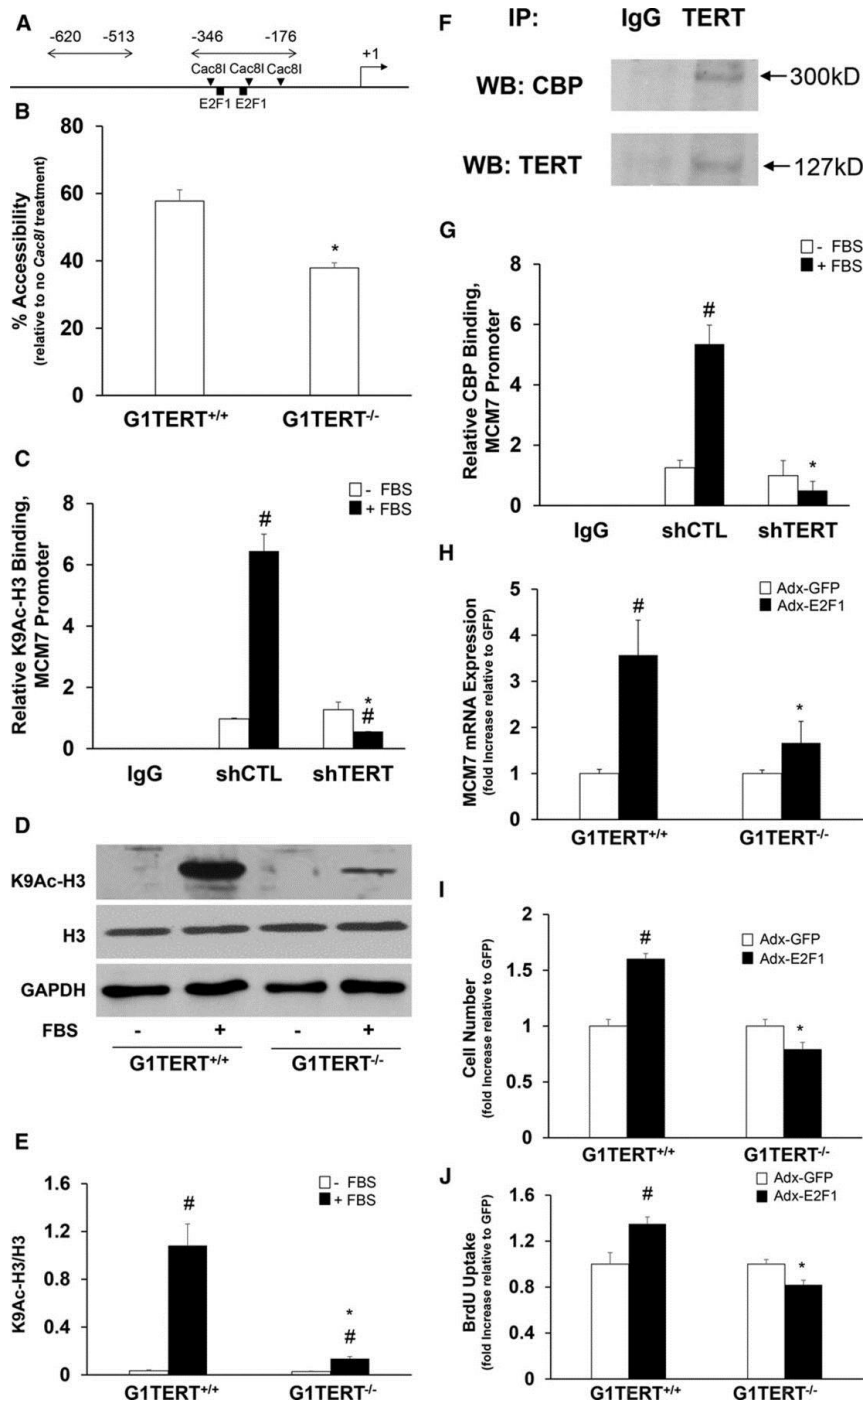 A
-620 -513 -346 -176 +1
Cac8I Cac8I Cac8I
E2F1 E2F1
B
% Accessibility
(relative to no Cac8I treatment)
80
60
40
20
0
*
G1TERT+/+ G1TERT-/-
C
Relative K9Ac-H3 Binding,
MCM7 Promoter
- FBS
+ FBS
8
6
4
2
0
#
*
#
IgG shCTL shTERT
D
K9Ac-H3
H3
GAPDH
FBS - + - +
G1TERT+/+ G1TERT-/-
E
K9Ac-H3/H3
- FBS
+ FBS
1.6
1.2
0.8
0.4
0
#
*
#
G1TERT+/+ G1TERT-/-
F
IP: IgG TERT
WB: CBP 300kD
WB: TERT 127kD
G
Relative CBP Binding,
MCM7 Promoter
- FBS
+ FBS
8
6
4
2
0
#
*
IgG shCTL shTERT
H
MCM7 mRNA Expression
(fold Increase relative to GFP)
Adx-GFP
Adx-E2F1
5
4
3
2
1
0
#
*
G1TERT+/+ G1TERT-/-
I
Cell Number
(fold Increase relative to GFP)
Adx-GFP
Adx-E2F1
2
1.5
1
0.5
0
#
*
G1TERT+/+ G1TERT-/-
J
BrdU Uptake
(fold Increase relative to GFP)
Adx-GFP
Adx-E2F1
1.6
1.2
0.8
0.4
0
#
*
G1TERT+/+ G1TERT-/-